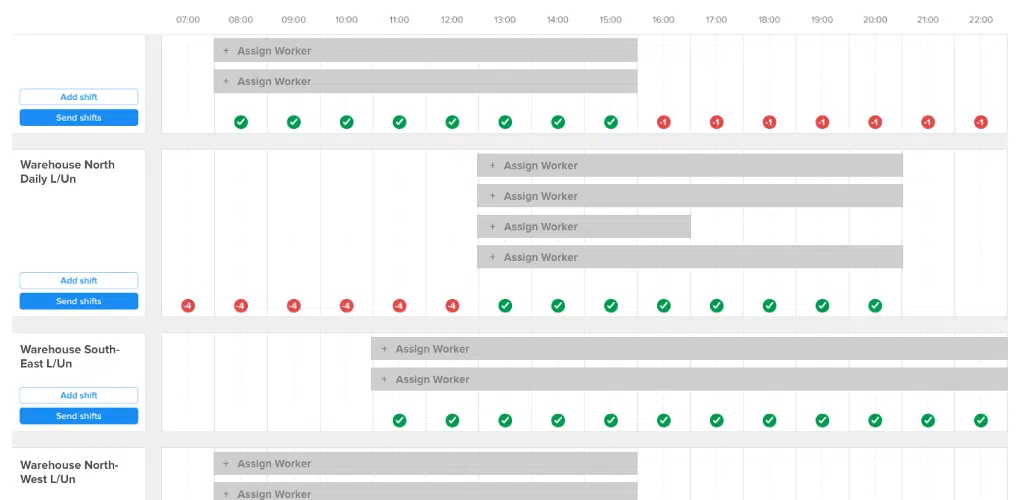 07:00 08:00 09:00 10:00 11:00 12:00 13:00 14:00 15:00 16:00 17:00 18:00 19:00 20:00 21:00 22:00
+ Assign Worker
+ Assign Worker
Add shift
Send shifts
-1 -1 -1 -1 -1 -1 -1
Warehouse North
Daily L/Un
+ Assign Worker
+ Assign Worker
+ Assign Worker
+ Assign Worker
Add shift
Send shifts
-4 -4 -4 -4 -4 -4
Warehouse South-
East L/Un
+ Assign Worker
+ Assign Worker
Add shift
Send shifts
Warehouse North-
West L/Un
+ Assign Worker
+ Assign Worker